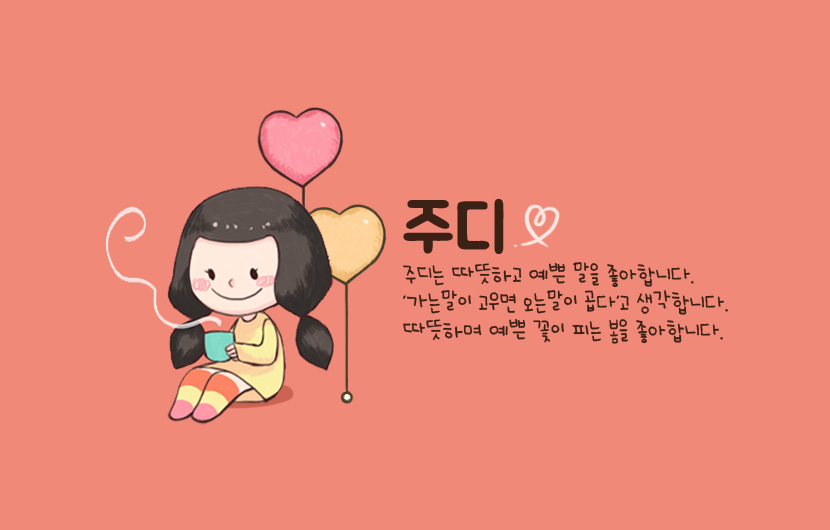 주디
주디는 따뜻하고 예쁜 말을 좋아합니다.
'가는말이 고우면 오는말이 곱다'고 생각합니다.
따뜻하며 예쁜 꽃이 피는 봄을 좋아합니다.